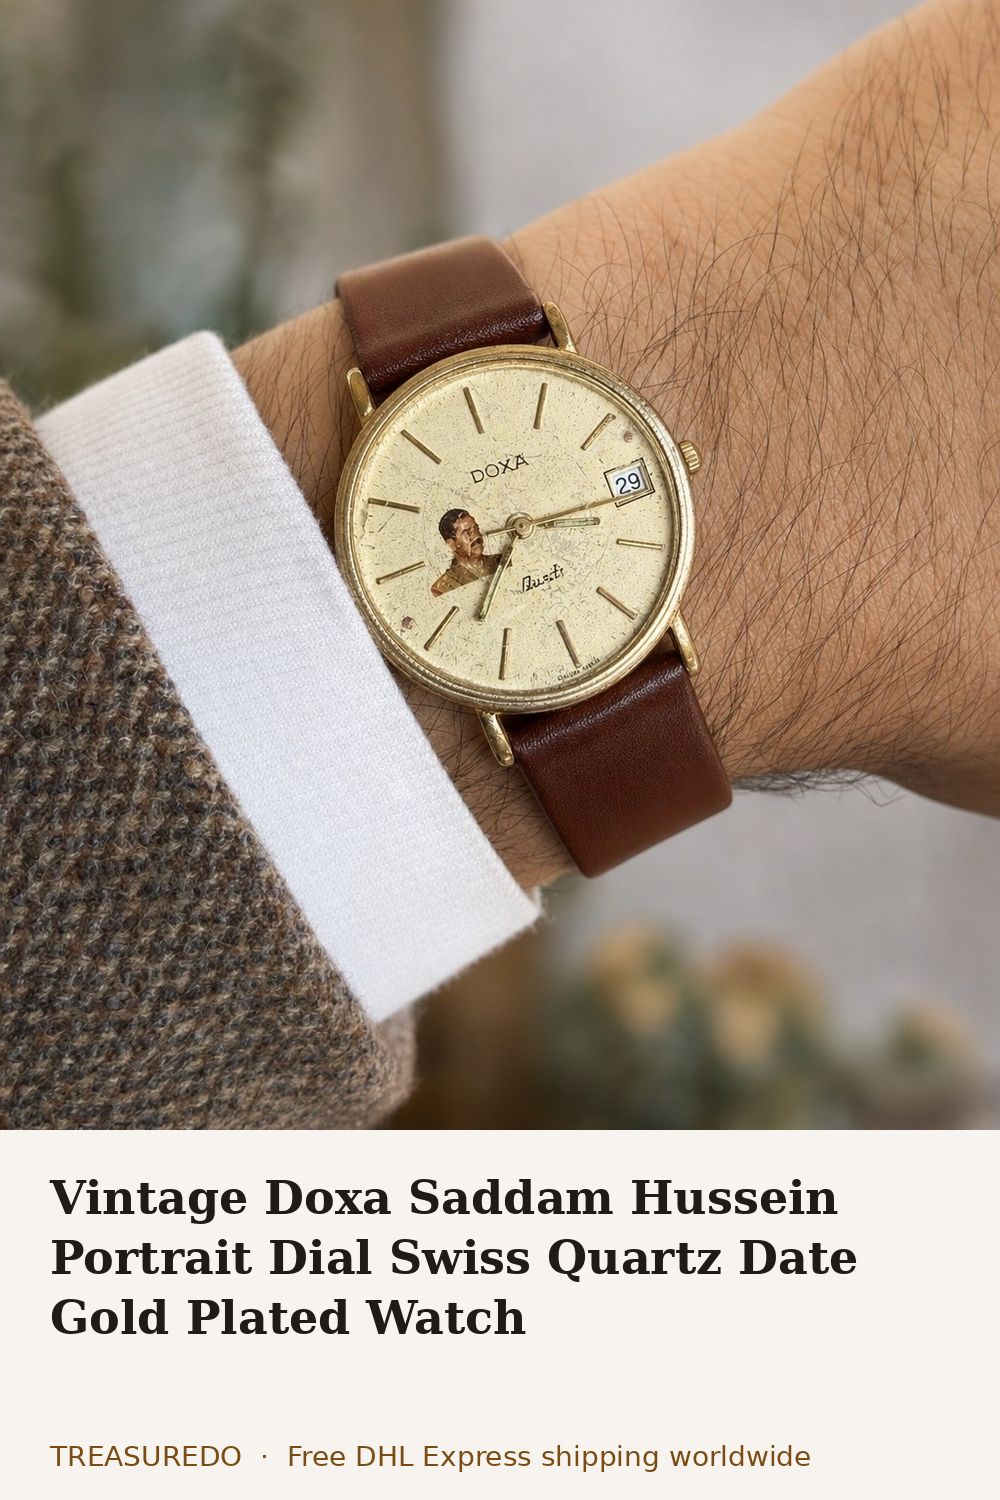 DOXA
29
Quartz
Vintage Doxa Saddam Hussein
Portrait Dial Swiss Quartz Date
Gold Plated Watch
TREASUREDO · Free DHL Express shipping worldwide